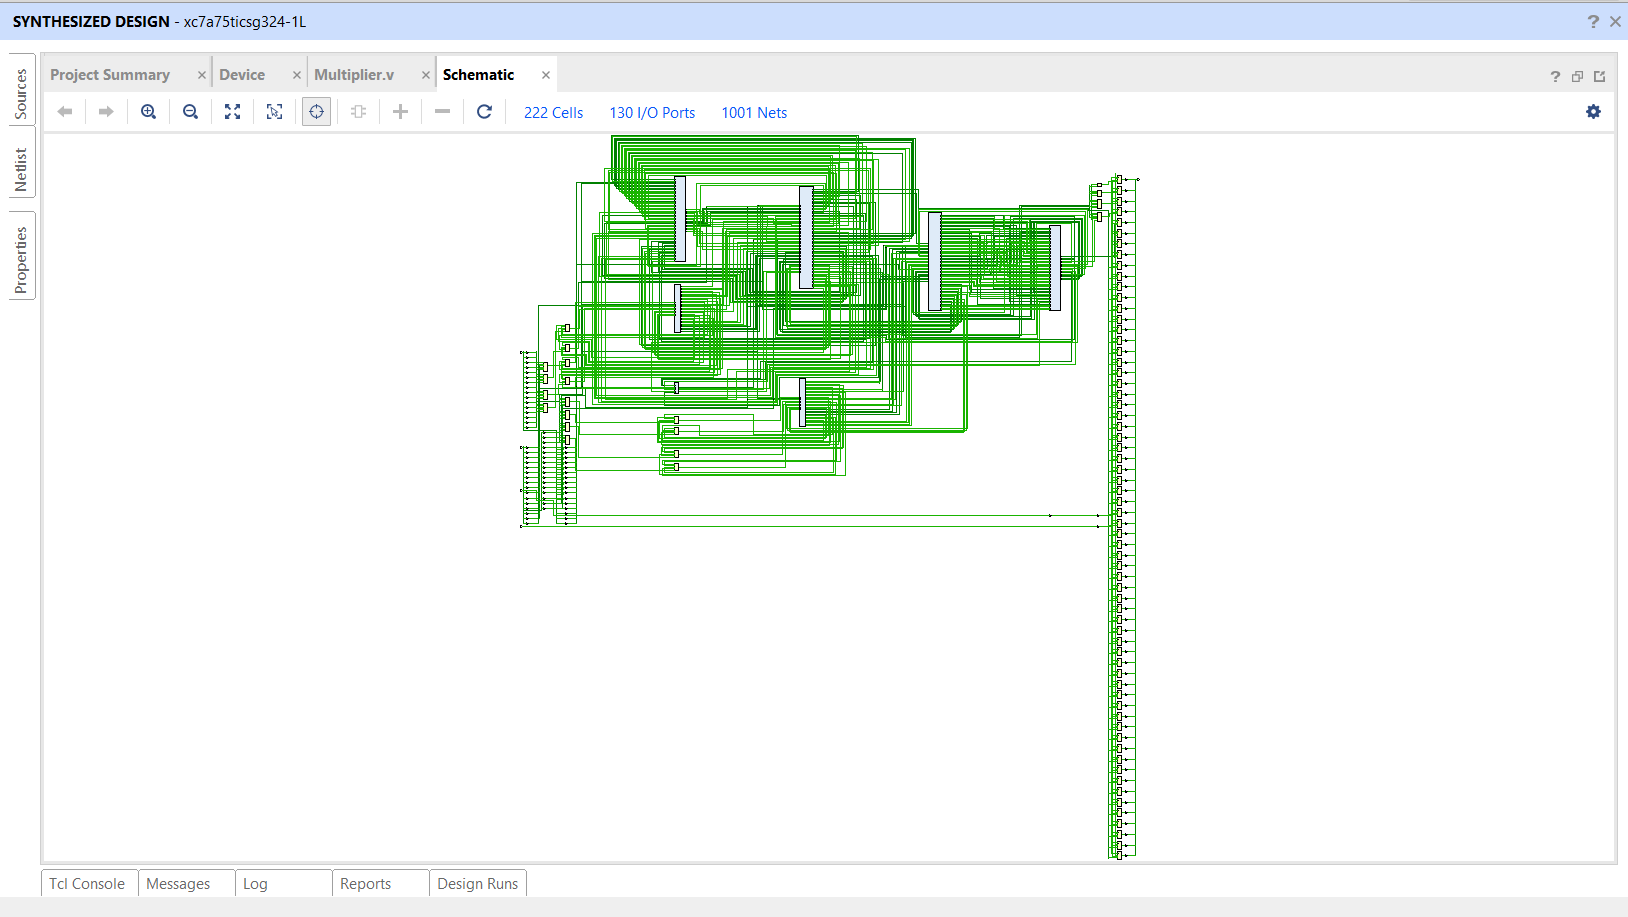 SYNTHESIZED DESIGN - xc7a75ticsg324-1L
? ×
Sources
Netlist
Properties
Project Summary × Device × Multiplier.v × Schematic ×
?
222 Cells 130 I/O Ports 1001 Nets
Tcl Console Messages Log Reports Design Runs